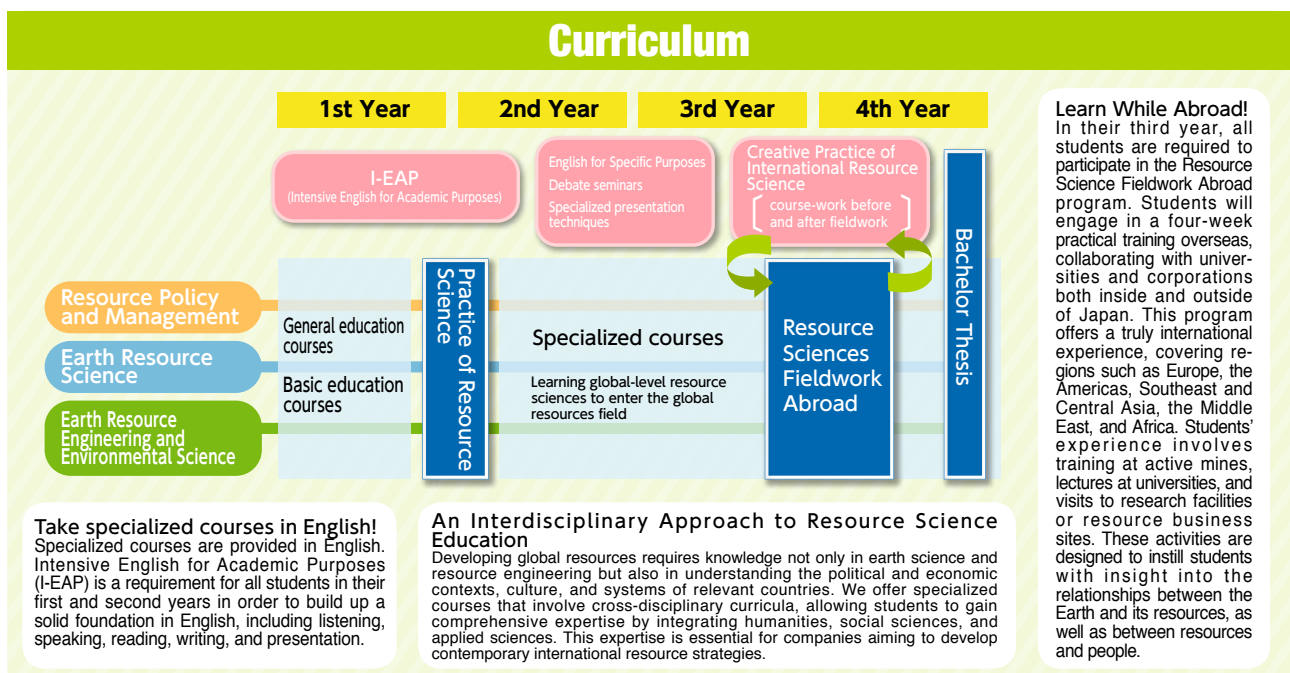 Curriculum
1st Year
2nd Year
3rd Year
4th Year
I-EAP
(Intensive English for Academic Purposes)
English for Specific Purposes
Debate seminars
Specialized presentation
techniques
Creative Practice of
International Resource
Science
course-work before
and after fieldwork
Resource Policy
and Management
Earth Resource
Science
Earth Resource
Engineering and
Environmental Science
General education
courses
Basic education
courses
Practice of Resource
Science
Specialized courses
Learning global-level resource
sciences to enter the global
resources field
Resource
Sciences
Fieldwork
Abroad
Bachelor Thesis
Take specialized courses in English!
Specialized courses are provided in English.
Intensive English for Academic Purposes
(I-EAP) is a requirement for all students in their
first and second years in order to build up a
solid foundation in English, including listening,
speaking, reading, writing, and presentation.
An Interdisciplinary Approach to Resource Science
Education
Developing global resources requires knowledge not only in earth science and
resource engineering but also in understanding the political and economic
contexts, culture, and systems of relevant countries. We offer specialized
courses that involve cross-disciplinary curricula, allowing students to gain
comprehensive expertise by integrating humanities, social sciences, and
applied sciences. This expertise is essential for companies aiming to develop
contemporary international resource strategies.
Learn While Abroad!
In their third year, all
students are required to
participate in the Resource
Science Fieldwork Abroad
program. Students will
engage in a four-week
practical training overseas,
collaborating with univer-
sities and corporations
both inside and outside
of Japan. This program
offers a truly international
experience, covering re-
gions such as Europe, the
Americas, Southeast and
Central Asia, the Middle
East, and Africa. Students'
experience involves
training at active mines,
lectures at universities, and
visits to research facilities
or resource business
sites. These activities are
designed to instill students
with insight into the
relationships between the
Earth and its resources, as
well as between resources
and people.